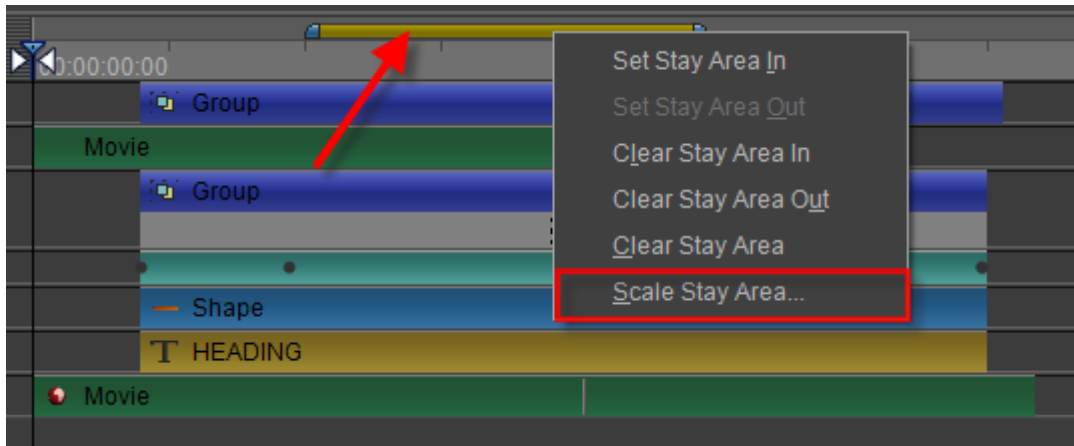 Set Stay Area In
00:00:00:00
Set Stay Area Out
Group
Movie
Clear Stay Area In
Group
Clear Stay Area Out
Clear Stay Area
Scale Stay Area...
Shape
HEADING
Movie